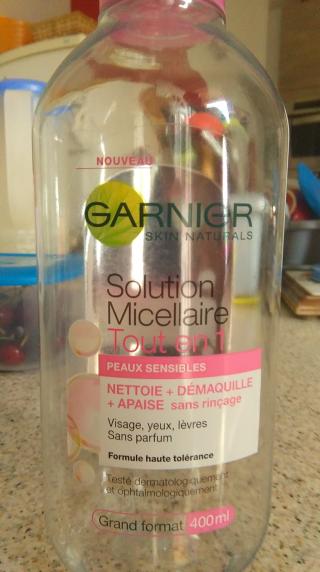 NOUVEAU
GARNIER
SKIN NATURALS
Solution
Micellaire
Tout en 1
PEAUX SENSIBLES
NETTOIE + DÉMAQUILLE
+ APAISE sans rinçage
Visage, yeux, lèvres
Sans parfum
Formule haute tolérance
Testé dermatologiquement
et ophtalmologiquement
Grand format 400ml